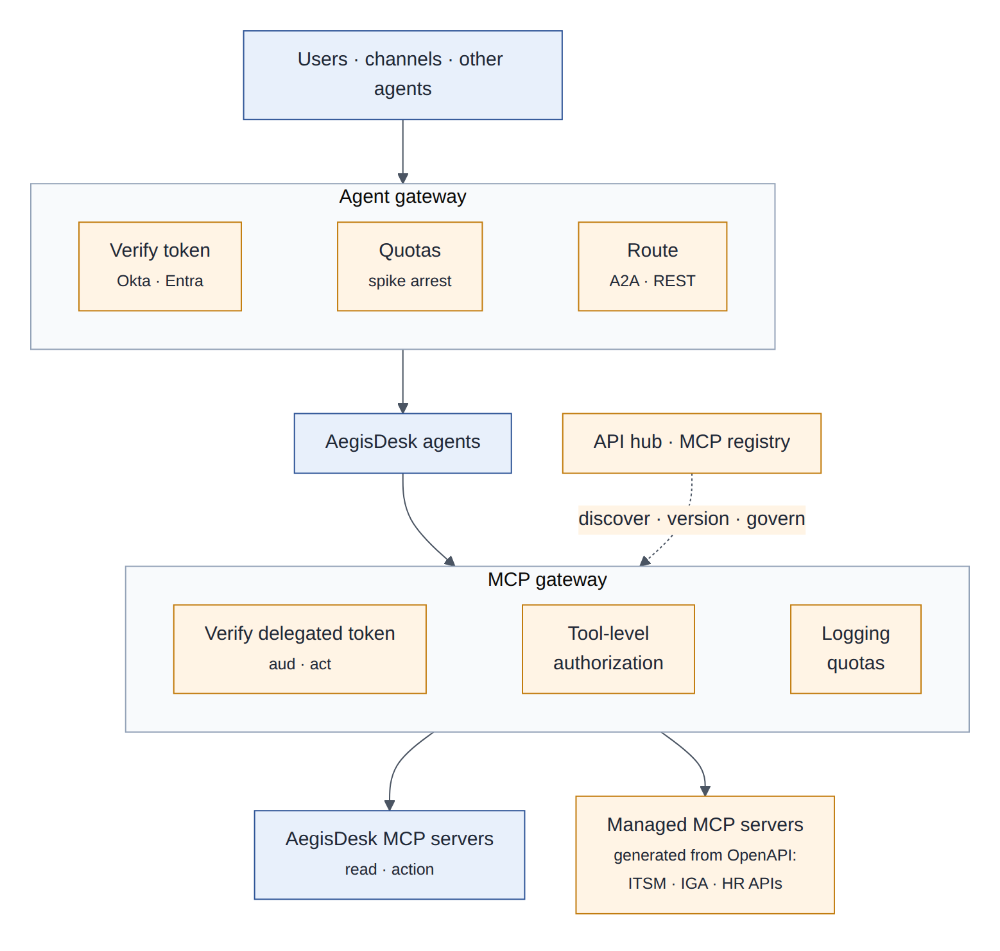 Users · channels · other
agents
Agent gateway
Verify token
Okta · Entra
Quotas
spike arrest
Route
A2A · REST
AegisDesk agents
API hub · MCP registry
discover · version · govern
MCP gateway
Verify delegated token
aud · act
Tool-level
authorization
Logging
quotas
AegisDesk MCP servers
read · action
Managed MCP servers
generated from OpenAPI:
ITSM · IGA · HR APIs